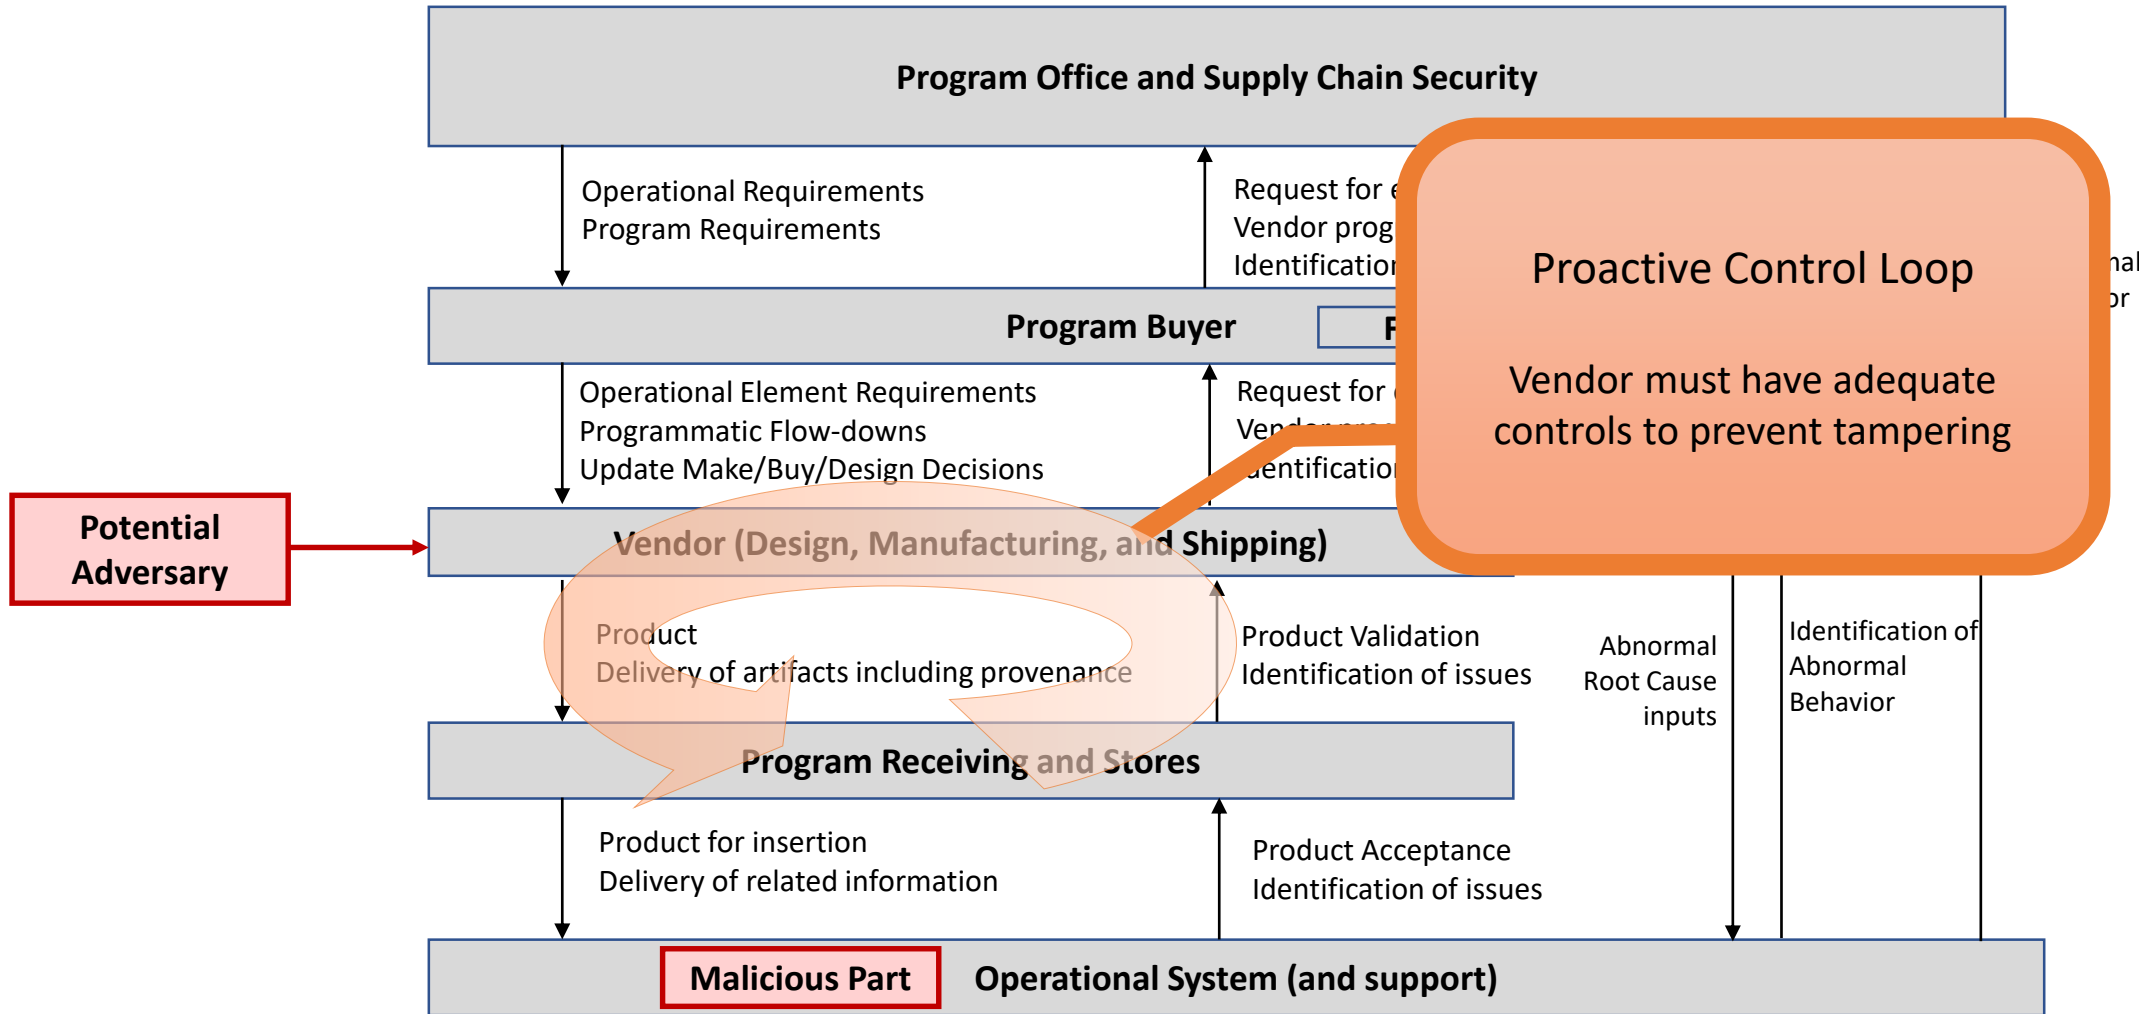 Program Office and Supply Chain Security
Operational Requirements
Program Requirements
Request for
Vendor
Identification
Proactive Control Loop
Vendor must have adequate
controls to prevent tampering
Program Buyer
Operational Element Requirements
Programmatic Flow-downs
Update Make/Buy/Design Decisions
Request for
Vendor
Identification
Potential
Adversary
Vendor (Design, Manufacturing, and Shipping)
Product
Delivery of artifacts including provenance
Product Validation
Identification of issues
Abnormal
Root Cause
inputs
Identification of
Abnormal
Behavior
Program Receiving and Stores
Product for insertion
Delivery of related information
Product Acceptance
Identification of issues
Malicious Part
Operational System (and support)